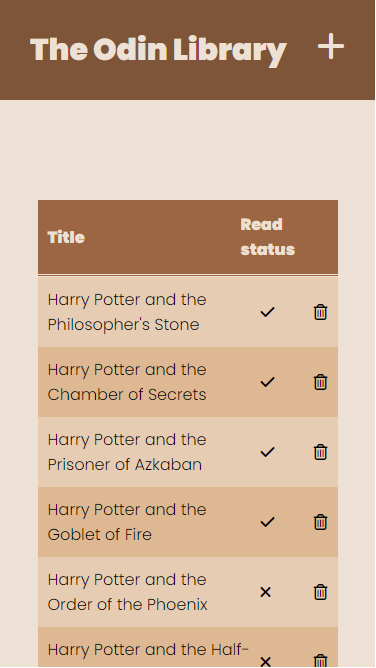 The Odin Library
Title
Read
status
Harry Potter and the
Philosopher's Stone
Harry Potter and the
Chamber of Secrets
Harry Potter and the
Prisoner of Azkaban
Harry Potter and the
Goblet of Fire
Harry Potter and the
Order of the Phoenix
Harry Potter and the Half-